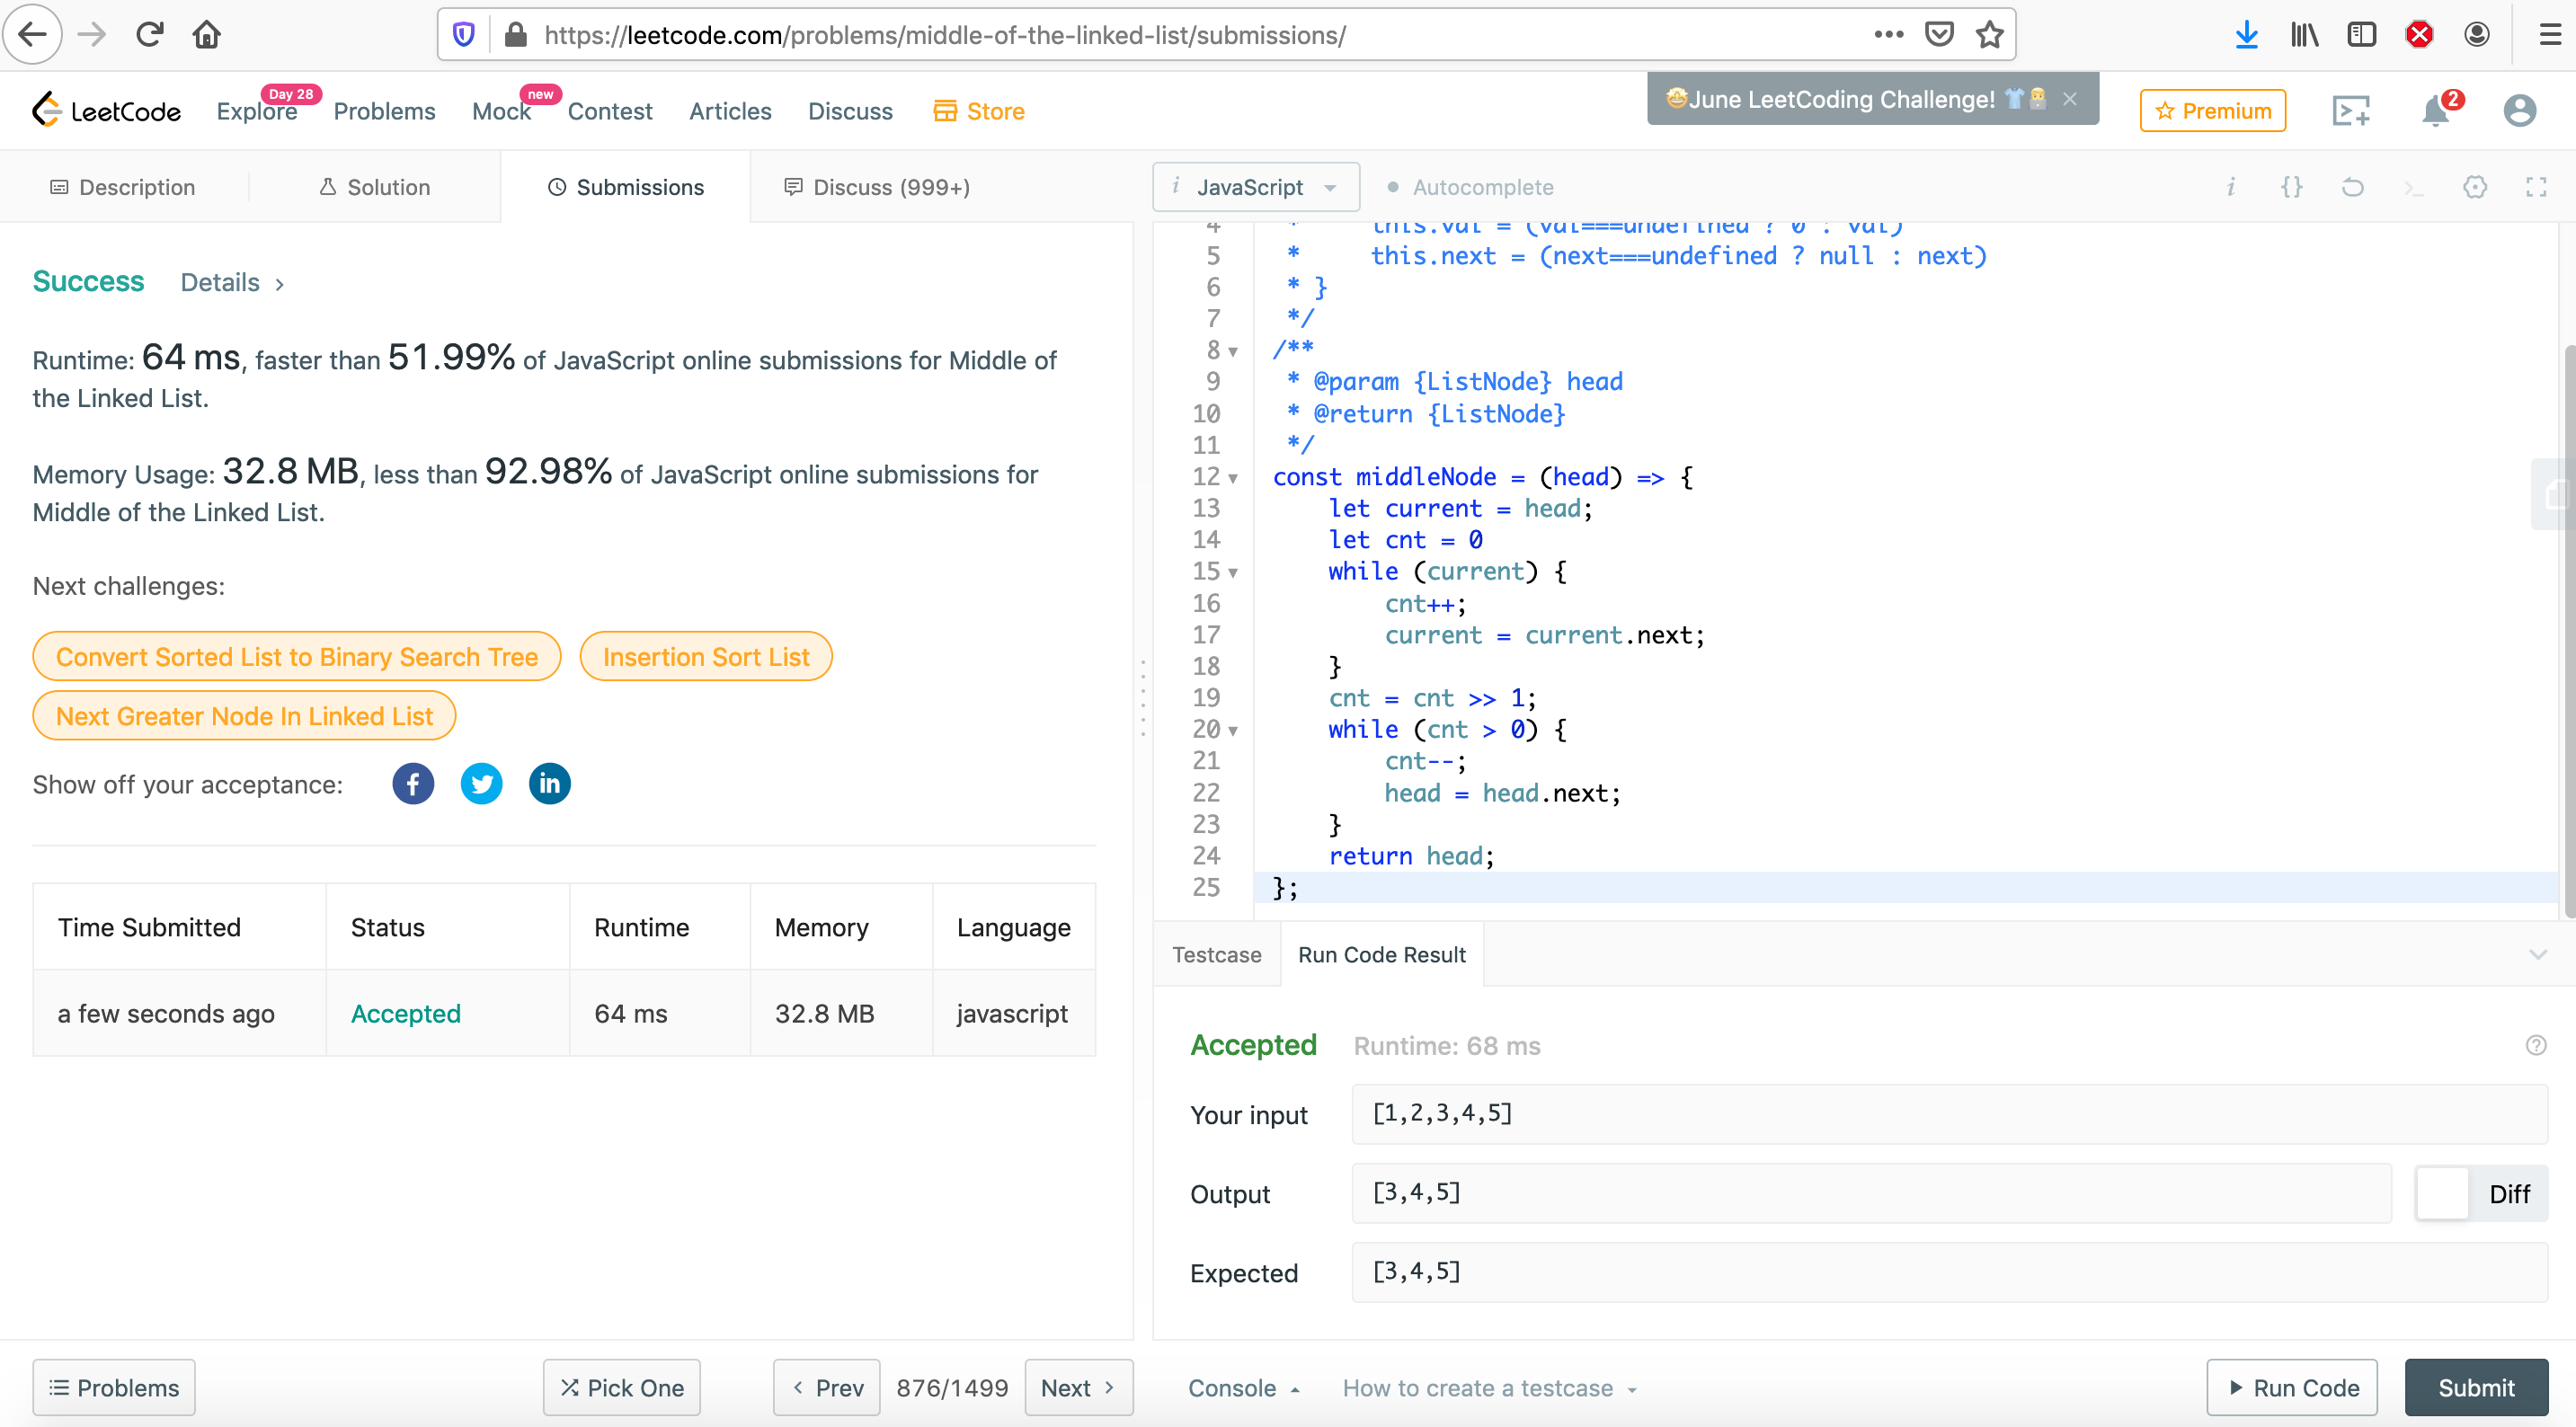 https://leetcode.com/problems/middle-of-the-linked-list/submissions/
LeetCode
Explore
Day 28
Problems
Mock
new
Contest
Articles
Discuss
Store
June LeetCoding Challenge!
Premium
2
Description
Solution
Submissions
Discuss (999+)
i JavaScript
Autocomplete
Success
Details >
Runtime: 64 ms, faster than 51.99% of JavaScript online submissions for Middle of
the Linked List.
Memory Usage: 32.8 MB, less than 92.98% of JavaScript online submissions for
Middle of the Linked List.
Next challenges:
Convert Sorted List to Binary Search Tree
Insertion Sort List
Next Greater Node In Linked List
Show off your acceptance:
Time Submitted Status Runtime Memory Language
a few seconds ago Accepted 64 ms 32.8 MB javascript
4 * this.val = (val===undefined ? 0 : val)
5 * this.next = (next===undefined ? null : next)
6 * }
7 */
8 /**
9 * @param {ListNode} head
10 * @return {ListNode}
11 */
12 const middleNode = (head) => {
13 let current = head;
14 let cnt = 0
15 while (current) {
16 cnt++;
17 current = current.next;
18 }
19 cnt = cnt >> 1;
20 while (cnt > 0) {
21 cnt--;
22 head = head.next;
23 }
24 return head;
25 };
Testcase
Run Code Result
Accepted Runtime: 68 ms
Your input [1,2,3,4,5]
Output [3,4,5] Diff
Expected [3,4,5]
Problems
Pick One
< Prev
876/1499
Next >
Console
How to create a testcase
Run Code
Submit